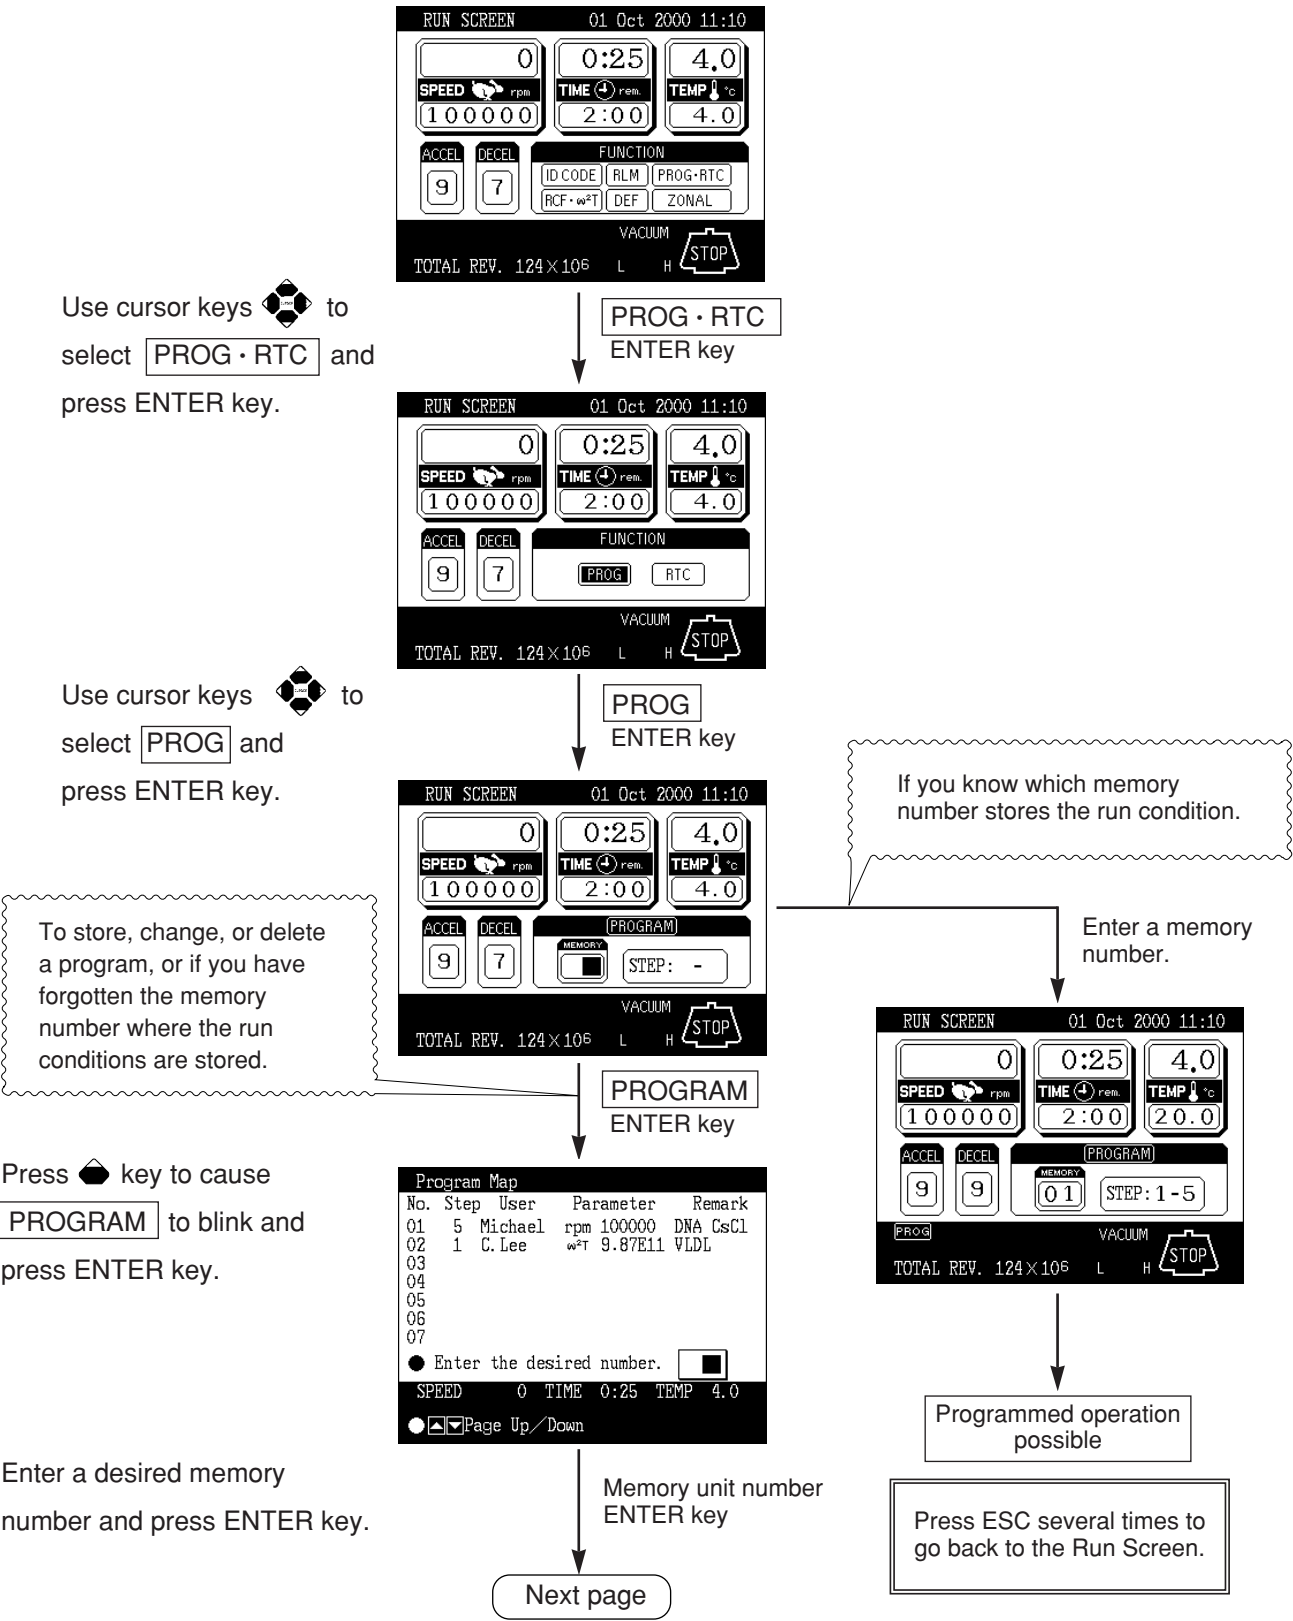 RUN SCREEN 01 Oct 2000 11:10
0 0:25 4.0
SPEED rpm TIME rem. TEMP °C
100000 2:00 4.0
ACCEL DECEL FUNCTION
9 7 ID CODE RLM PROG・RTC
RCF・ω²T DEF ZONAL
VACUUM
STOP
TOTAL REV. 124×10⁶ L H
Use cursor keys to
select PROG・RTC and
press ENTER key.
PROG・RTC
ENTER key
RUN SCREEN 01 Oct 2000 11:10
0 0:25 4.0
SPEED rpm TIME rem. TEMP °C
100000 2:00 4.0
ACCEL DECEL FUNCTION
9 7 PROG RTC
VACUUM
STOP
TOTAL REV. 124×10⁶ L H
Use cursor keys to
select PROG and
press ENTER key.
PROG
ENTER key
RUN SCREEN 01 Oct 2000 11:10
0 0:25 4.0
SPEED rpm TIME rem. TEMP °C
100000 2:00 4.0
ACCEL DECEL PROGRAM
MEMORY
9 7 STEP: -
VACUUM
STOP
TOTAL REV. 124×10⁶ L H
If you know which memory
number stores the run condition.
To store, change, or delete
a program, or if you have
forgotten the memory
number where the run
conditions are stored.
Enter a memory
number.
PROGRAM
ENTER key
RUN SCREEN 01 Oct 2000 11:10
0 0:25 4.0
SPEED rpm TIME rem. TEMP °C
100000 2:00 20.0
ACCEL DECEL PROGRAM
MEMORY
9 9 01 STEP:1-5
PROG VACUUM
STOP
TOTAL REV. 124×10⁶ L H
Press key to cause
PROGRAM to blink and
press ENTER key.
Program Map
No. Step User Parameter Remark
01 5 Michael rpm 100000 DNA CsCl
02 1 C.Lee ω²T 9.87E11 VLDL
03
04
05
06
07
● Enter the desired number.
SPEED 0 TIME 0:25 TEMP 4.0
●▲▼Page Up／Down
Programmed operation
possible
Enter a desired memory
number and press ENTER key.
Memory unit number
ENTER key
Press ESC several times to
go back to the Run Screen.
Next page